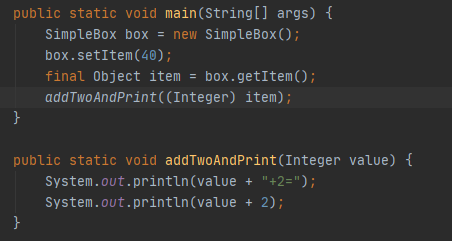 public static void main(String[] args) {
    SimpleBox box = new SimpleBox();
    box.setItem(40);
    final Object item = box.getItem();
    addTwoAndPrint((Integer) item);
}

public static void addTwoAndPrint(Integer value) {
    System.out.println(value + "+2=");
    System.out.println(value + 2);
}